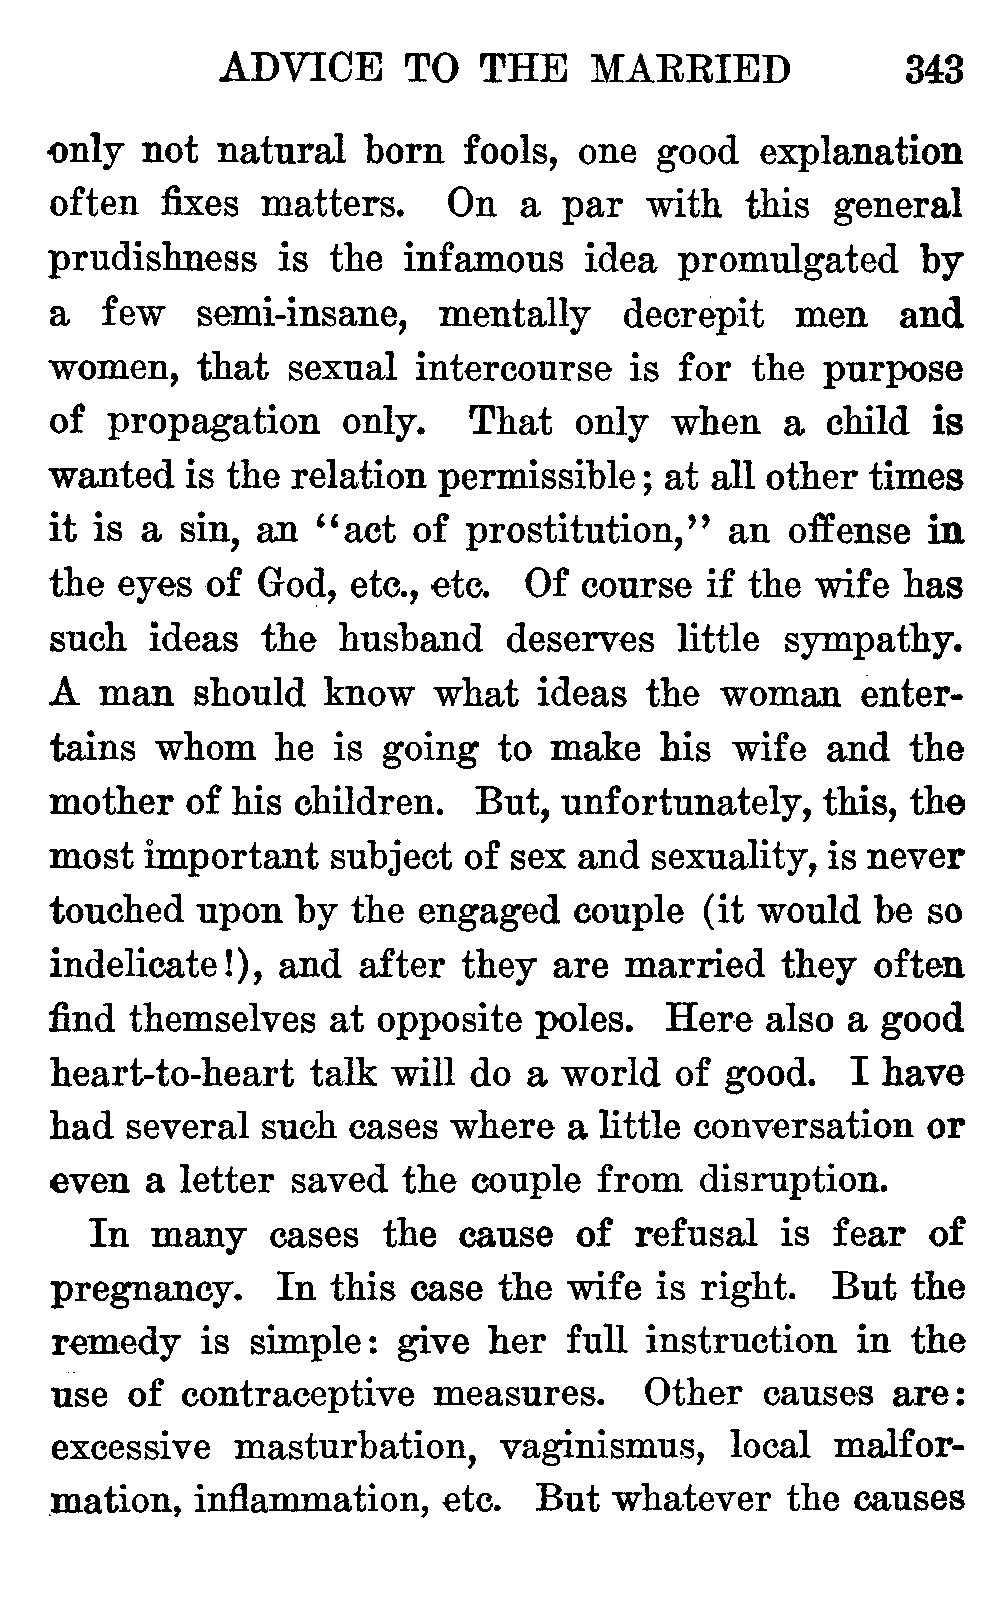 ADVICE TO THE MARRIED 343
only not natural born fools, one good explanation
often fixes matters. On a par with this general
prudishness is the infamous idea promulgated by
a few semi-insane, mentally decrepit men and
women, that sexual intercourse is for the purpose
of propagation only. That only when a child is
wanted is the relation permissible; at all other times
it is a sin, an “act of prostitution,” an offense in
the eyes of God, etc., etc. Of course if the wife has
such ideas the husband deserves little sympathy.
A man should know what ideas the woman enter-
tains whom he is going to make his wife and the
mother of his children. But, unfortunately, this, the
most important subject of sex and sexuality, is never
touched upon by the engaged couple (it would be so
indelicate!), and after they are married they often
find themselves at opposite poles. Here also a good
heart-to-heart talk will do a world of good. I have
had several such cases where a little conversation or
even a letter saved the couple from disruption.
In many cases the cause of refusal is fear of
pregnancy. In this case the wife is right. But the
remedy is simple: give her full instruction in the
use of contraceptive measures. Other causes are:
excessive masturbation, vaginismus, local malfor-
mation, inflammation, etc. But whatever the causes